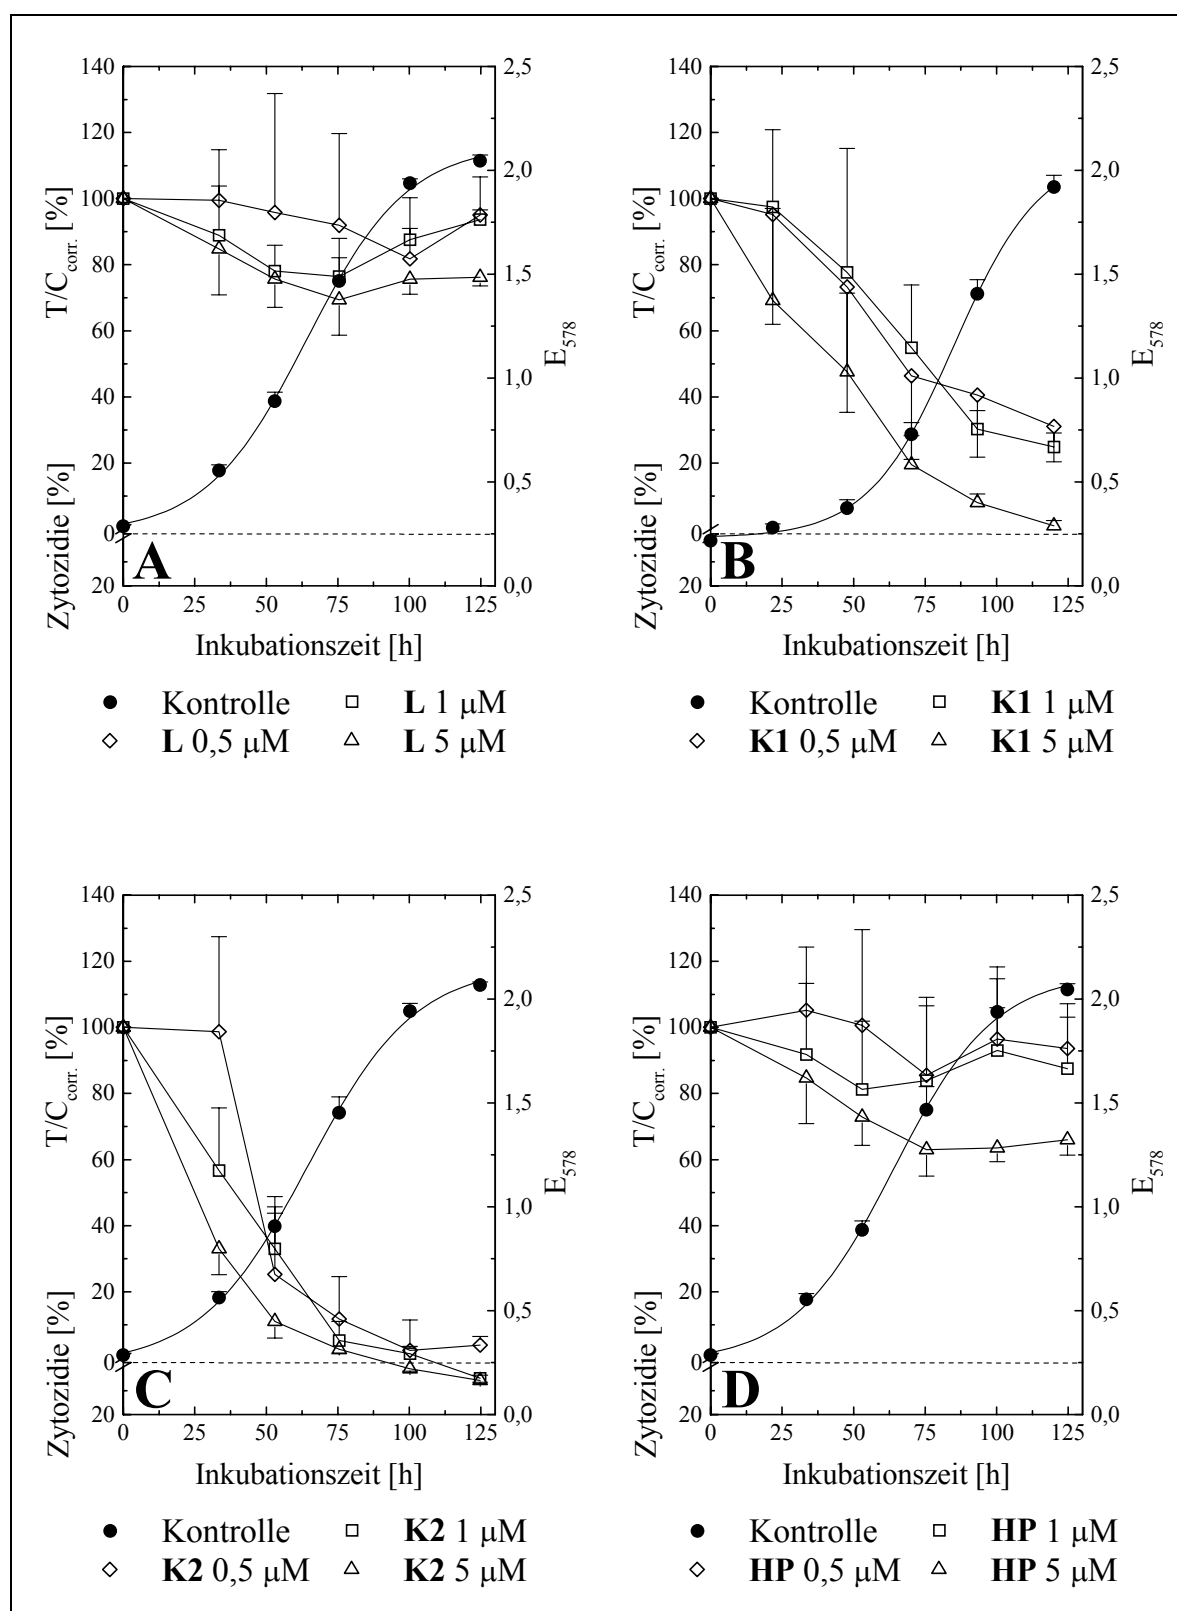 140
120
100
80
60
40
20
0
20
T/C corr. [%]
Zytozidie [%]
2,5
2,0
1,5
1,0
0,5
0,0
E 578
A
0 25 50 75 100 125
Inkubationszeit [h]
● Kontrolle □ L 1 µM
◇ L 0,5 µM △ L 5 µM
140
120
100
80
60
40
20
0
20
T/C corr. [%]
Zytozidie [%]
2,5
2,0
1,5
1,0
0,5
0,0
E 578
B
0 25 50 75 100 125
Inkubationszeit [h]
● Kontrolle □ K1 1 µM
◇ K1 0,5 µM △ K1 5 µM
140
120
100
80
60
40
20
0
20
T/C corr. [%]
Zytozidie [%]
2,5
2,0
1,5
1,0
0,5
0,0
E 578
C
0 25 50 75 100 125
Inkubationszeit [h]
● Kontrolle □ K2 1 µM
◇ K2 0,5 µM △ K2 5 µM
140
120
100
80
60
40
20
0
20
T/C corr. [%]
Zytozidie [%]
2,5
2,0
1,5
1,0
0,5
0,0
E 578
D
0 25 50 75 100 125
Inkubationszeit [h]
● Kontrolle □ HP 1 µM
◇ HP 0,5 µM △ HP 5 µM